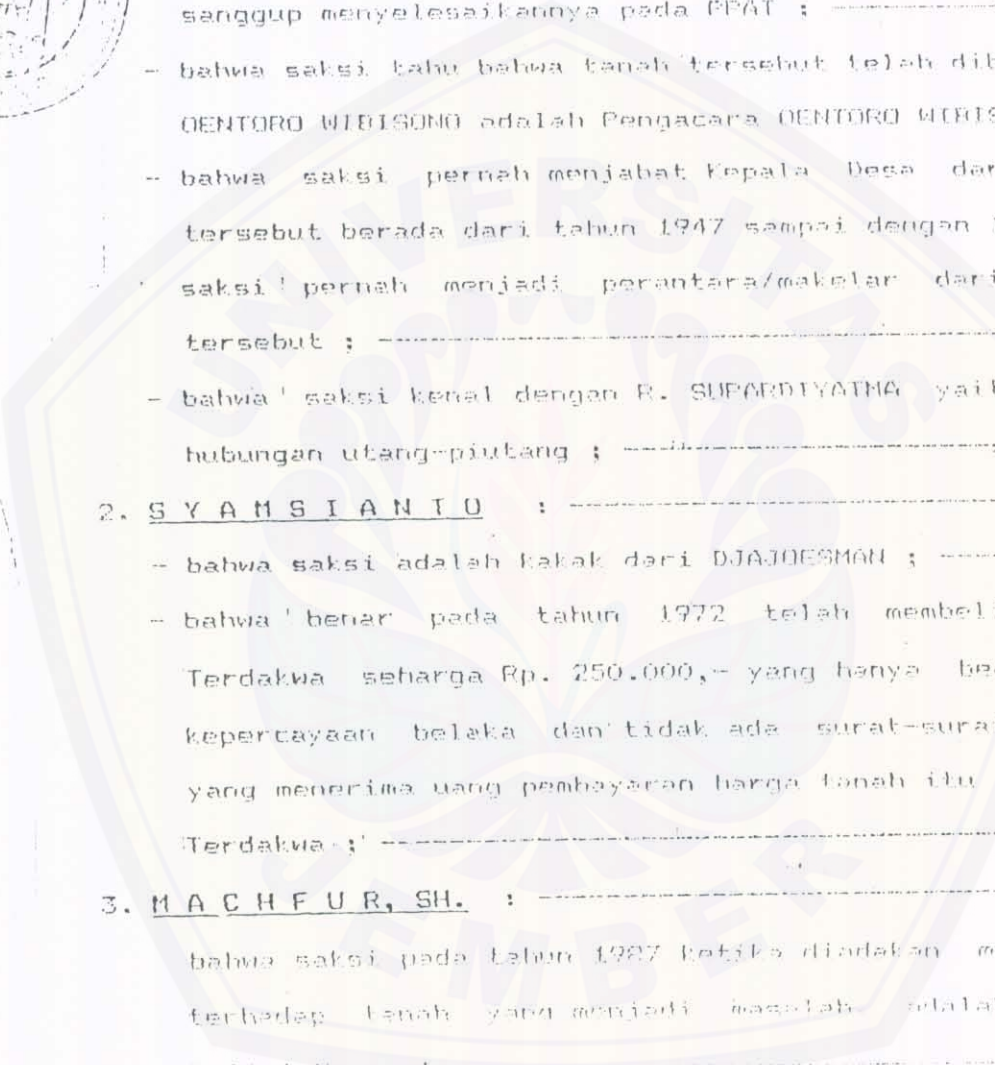 sanggup menyelesaikannya pada PPAT ;
- bahwa saksi tahu bahwa tanah tersebut telah dib
OENTORO WIBISONO adalah Pengacara OENTORO WIBIS
- bahwa saksi pernah menjabat Kepala Desa dar
tersebut berada dari tahun 1947 sampai dengan
saksi pernah menjadi perantara/makelar dari
tersebut ;
- bahwa saksi kenal dengan R. SUPARDIYATMA yait
hubungan utang-piutang ;
2. S Y A M S I A N T O :
- bahwa saksi adalah kakak dari DJAJOESMAN ;
- bahwa benar pada tahun 1972 telah membeli
Terdakwa seharga Rp. 250.000,- yang hanya be
kepercayaan belaka dan tidak ada surat-sura
yang menerima uang pembayaran harga tanah itu
Terdakwa ;
3. M A C H F U R, SH. :
bahwa saksi pada tahun 1987 ketika diadakan m
terhadap tanah yang menjadi masalah adala
UNIVERSITAS JEMBER